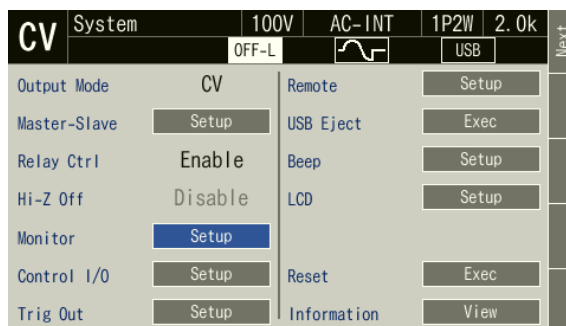 CV System 100V AC-INT 1P2W 2.0k
OFF-L USB
Next
Output Mode CV
Master-Slave Setup
Relay Ctrl Enable
Hi-Z Off Disable
Monitor Setup
Control I/O Setup
Trig Out Setup
Remote Setup
USB Eject Exec
Beep Setup
LCD Setup
Reset Exec
Information View